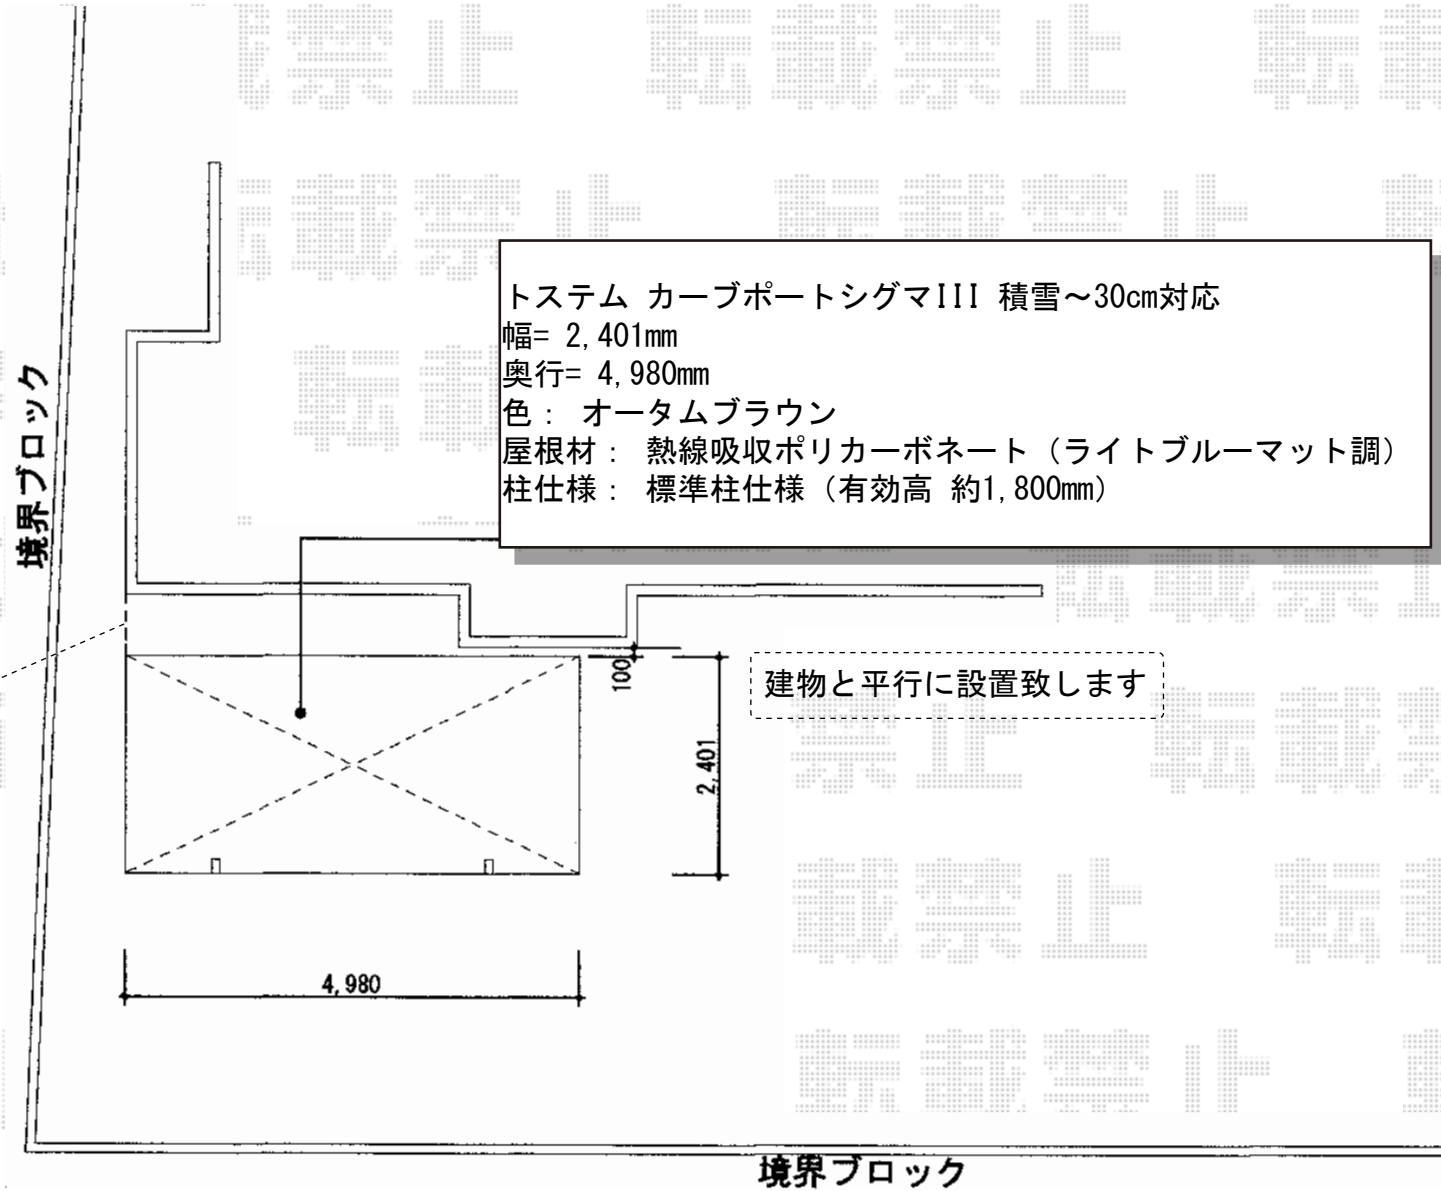 トステム カーブポートシグマIII 積雪～30cm対応
幅= 2,401mm
奥行= 4,980mm
色： オータムブラウン
屋根材： 熱線吸収ポリカーボネート（ライトブルーマット調）
柱仕様： 標準柱仕様（有効高 約1,800mm）
境界ブロック
100
建物と平行に設置致します
2,401
4,980
境界ブロック
転載禁止